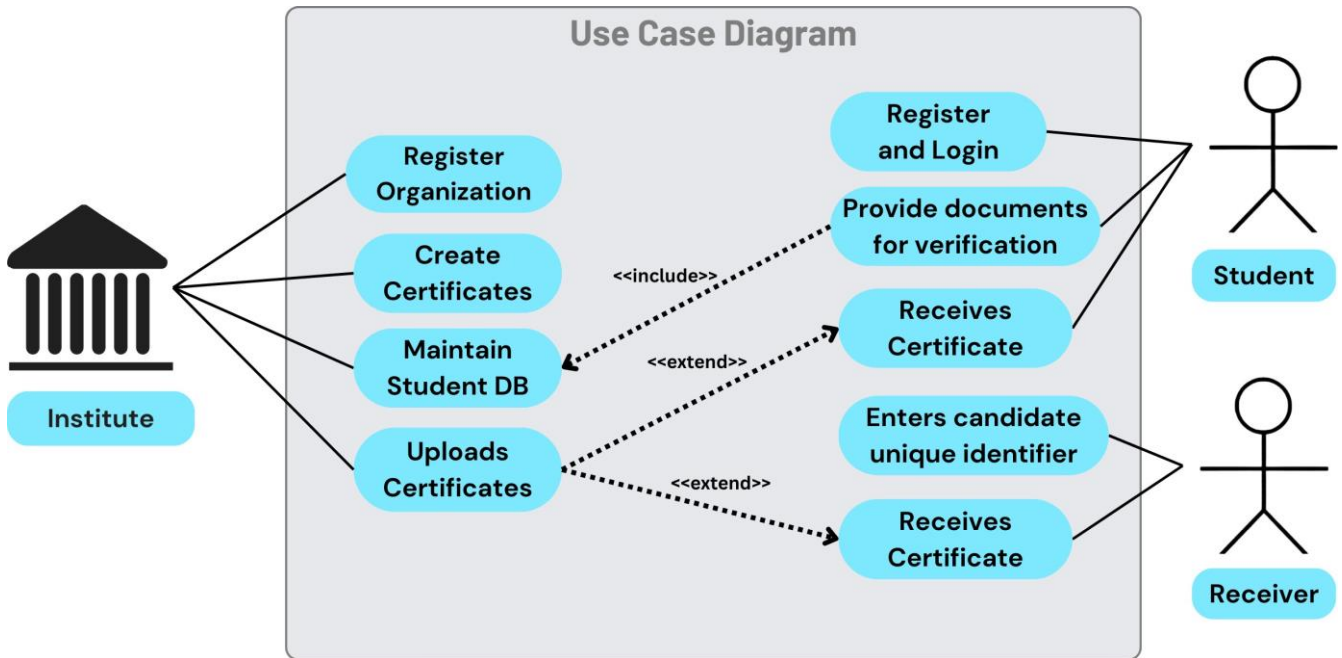 Use Case Diagram
Register
Organization
Create
Certificates
Maintain
Student DB
Uploads
Certificates
Institute
<<include>>
<<extend>>
<<extend>>
Register
and Login
Provide documents
for verification
Receives
Certificate
Enters candidate
unique identifier
Receives
Certificate
Student
Receiver